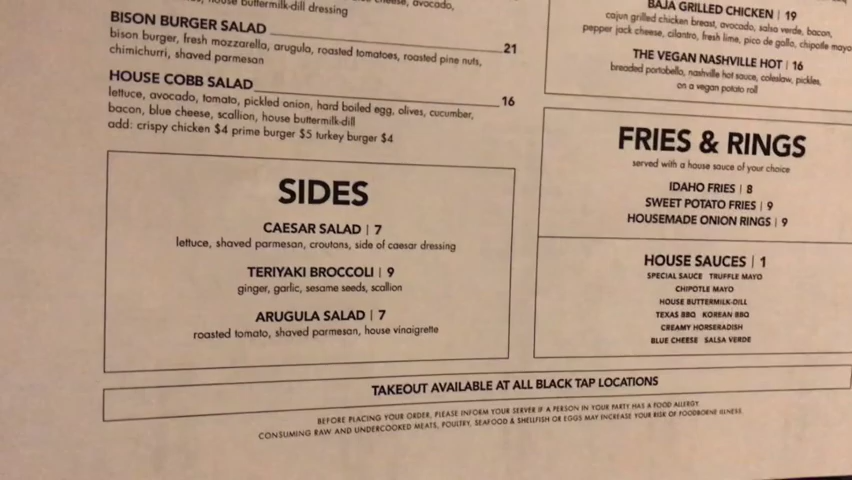 house buttermilk-dill dressing
cheese, avocado,
BISON BURGER SALAD 21
bison burger, fresh mozzarella, arugula, roasted tomatoes, roasted pine nuts,
chimichurri, shaved parmesan
HOUSE COBB SALAD 16
lettuce, avocado, tomato, pickled onion, hard boiled egg, olives, cucumber,
bacon, blue cheese, scallion, house buttermilk-dill
add: crispy chicken $4 prime burger $5 turkey burger $4
SIDES
CAESAR SALAD | 7
lettuce, shaved parmesan, croutons, side of caesar dressing
TERIYAKI BROCCOLI | 9
ginger, garlic, sesame seeds, scallion
ARUGULA SALAD | 7
roasted tomato, shaved parmesan, house vinaigrette
BAJA GRILLED CHICKEN | 19
cajun grilled chicken breast, avocado, salsa verde, bacon,
pepper jack cheese, cilantro, fresh lime, pico de gallo, chipotle mayo
THE VEGAN NASHVILLE HOT | 16
breaded portabello, nashville hot sauce, coleslaw, pickles,
on a vegan potato roll
FRIES & RINGS
served with a house sauce of your choice
IDAHO FRIES | 8
SWEET POTATO FRIES | 9
HOUSEMADE ONION RINGS | 9
HOUSE SAUCES | 1
SPECIAL SAUCE TRUFFLE MAYO
CHIPOTLE MAYO
HOUSE BUTTERMILK-DILL
TEXAS BBQ KOREAN BBQ
CREAMY HORSERADISH
BLUE CHEESE SALSA VERDE
TAKEOUT AVAILABLE AT ALL BLACK TAP LOCATIONS
BEFORE PLACING YOUR ORDER, PLEASE INFORM YOUR SERVER IF A PERSON IN YOUR PARTY HAS A FOOD ALLERGY.
CONSUMING RAW AND UNDERCOOKED MEATS, POULTRY, SEAFOOD & SHELLFISH OR EGGS MAY INCREASE YOUR RISK OF FOODBORNE ILLNESS.